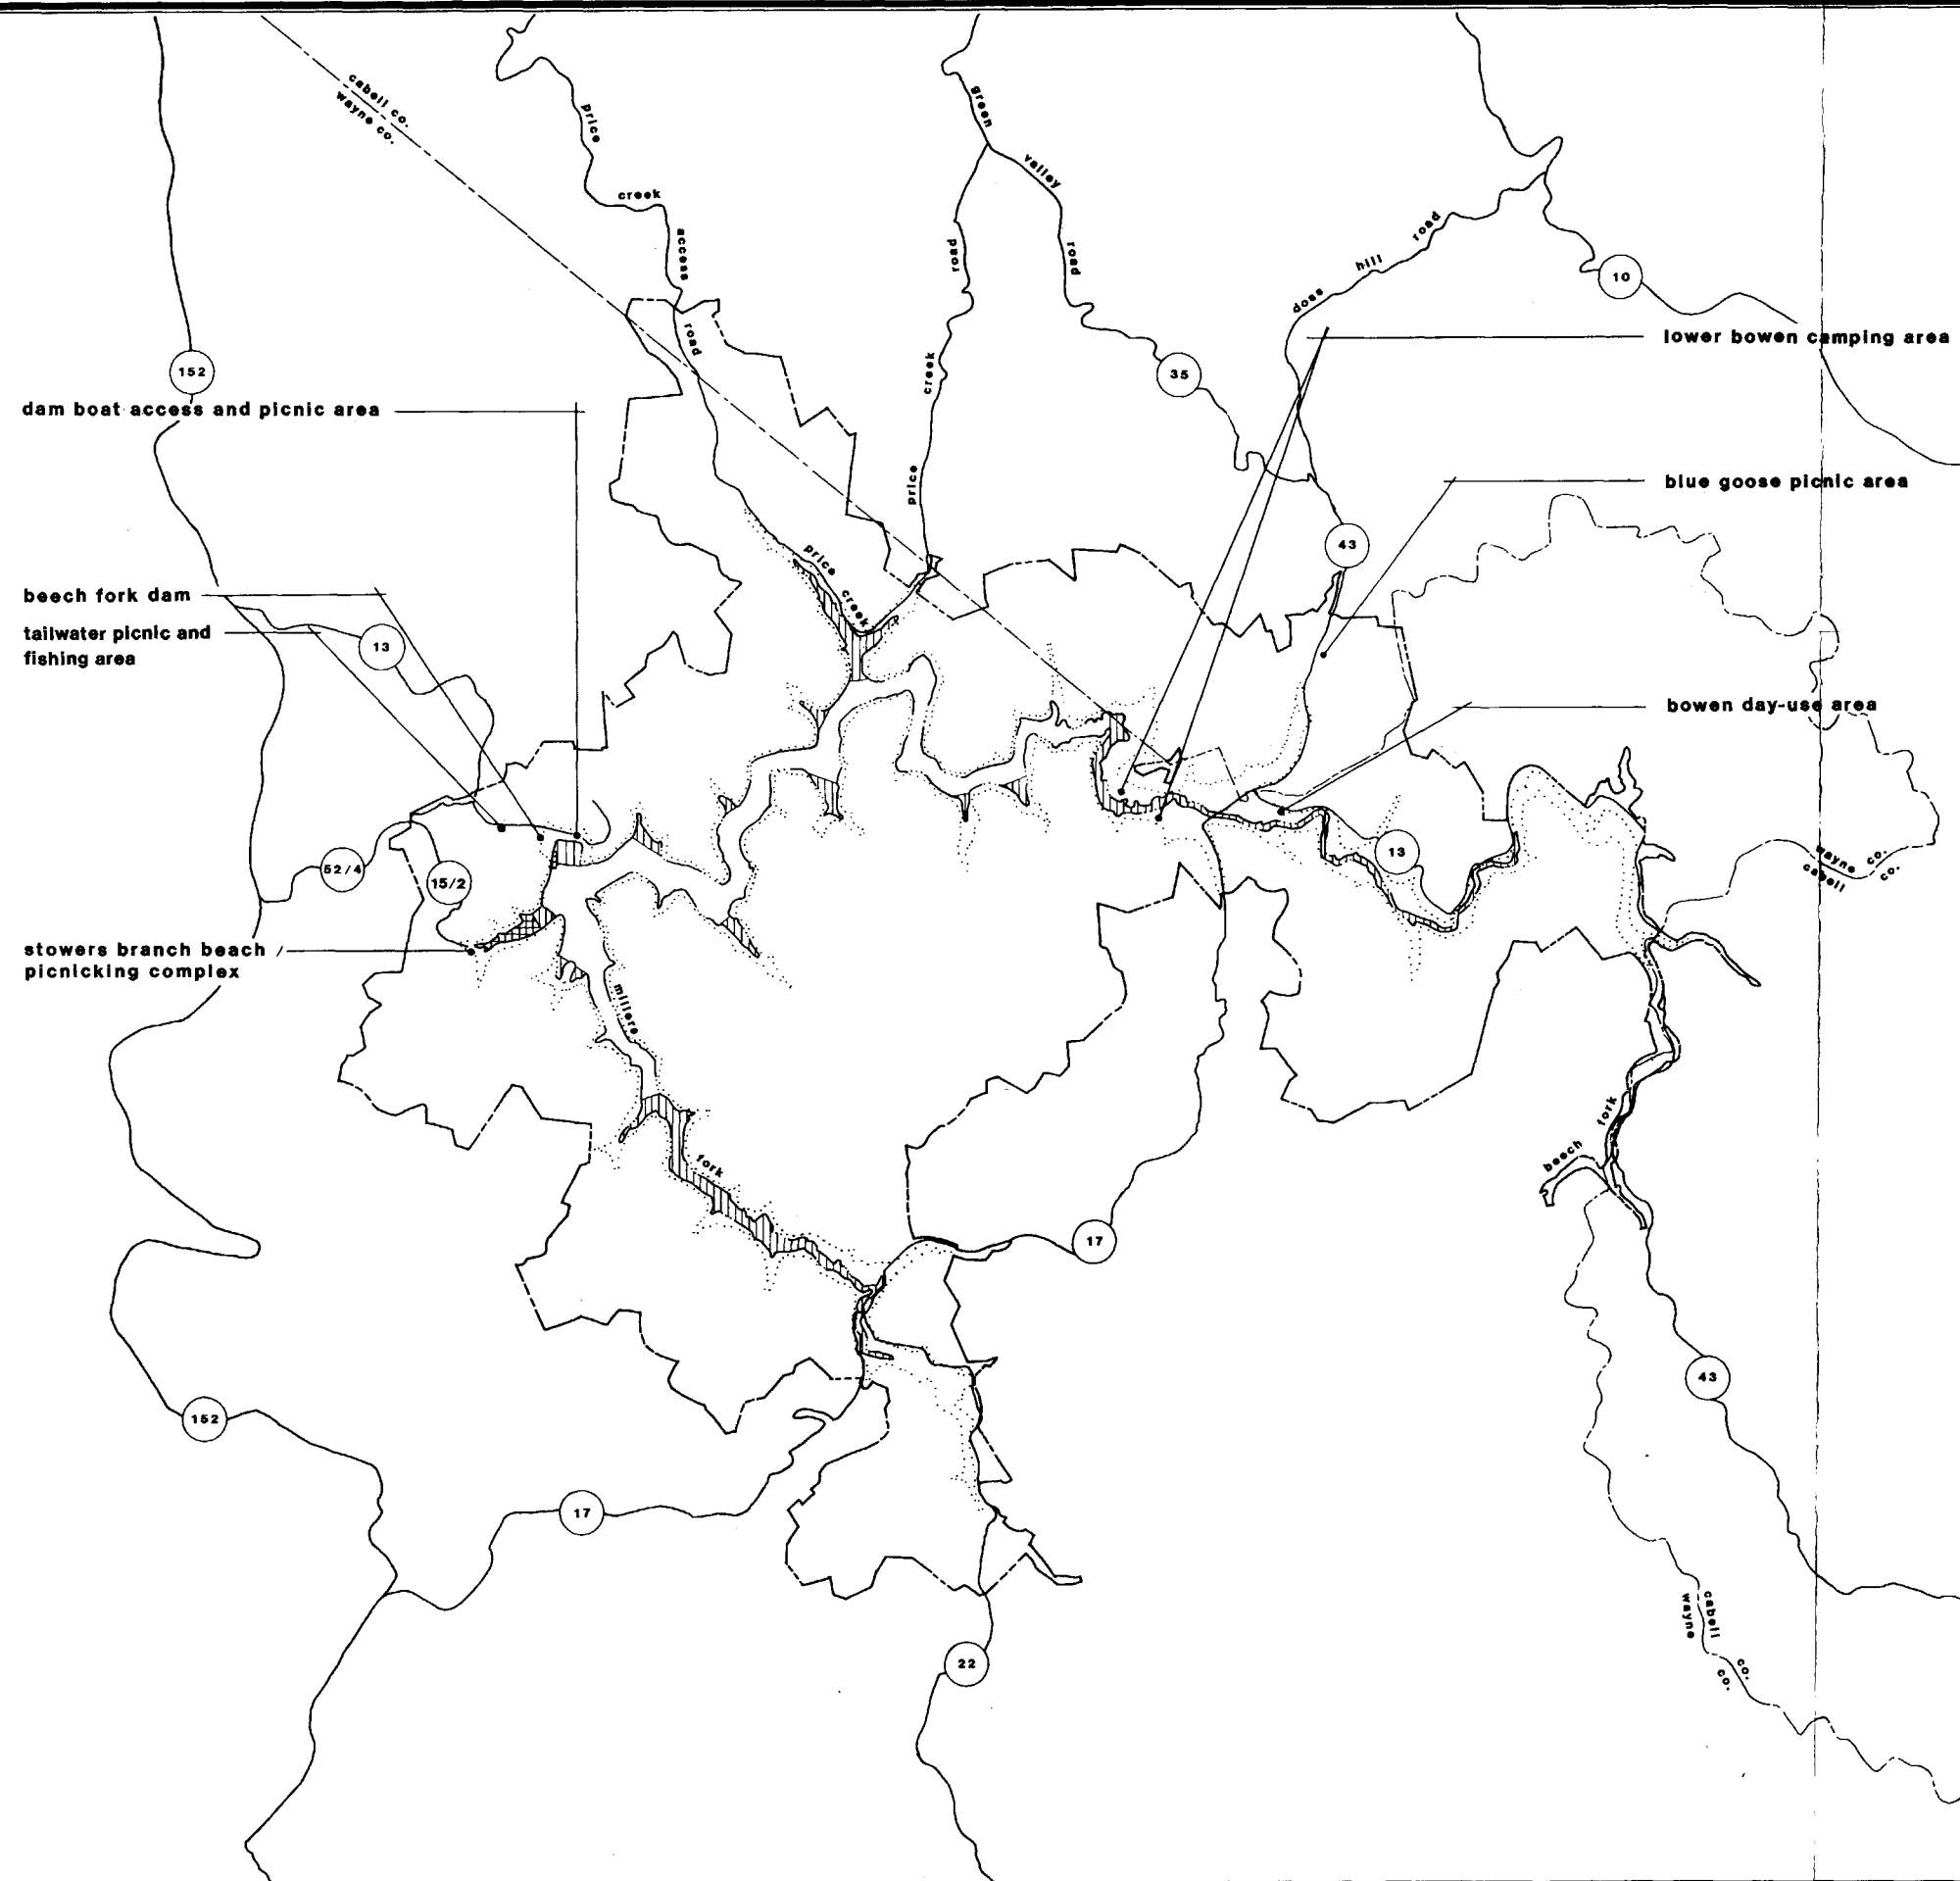 cabell co.
wayne co.
price
creek
access
road
green
valley
road
price
creek
road
doss
hill
road
10
152
35
lower bowen camping area
dam boat access and picnic area
blue goose picnic area
43
price
creek
beech fork dam
tailwater picnic and
fishing area
13
bowen day-use area
52/4
15/2
13
wayne co.
cabell co.
stowers branch beach
picnicking complex
millers
fork
beech fork
17
43
152
17
22
cabell co.
wayne co.